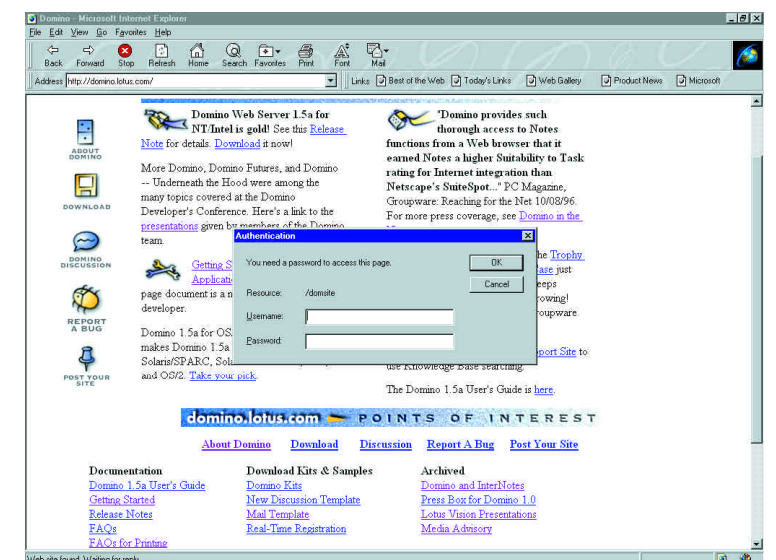 Domino - Microsoft Internet Explorer
File Edit View Go Favorites Help
Back Forward Stop Refresh Home Search Favorites Print Font Mail
Address http://domino.lotus.com/
Links Best of the Web Today's Links Web Gallery Product News Microsoft
ABOUT
DOMINO
DOWNLOAD
DOMINO
DISCUSSION
REPORT
A BUG
POST YOUR
SITE
Domino Web Server 1.5a for
NT/Intel is gold! See this Release
Note for details. Download it now!
More Domino, Domino Futures, and Domino
-- Underneath the Hood were among the
many topics covered at the Domino
Developer's Conference. Here's a link to the
presentations given by members of the Domino
team.
Getting S
Applicati
page document is a n
developer.
Domino 1.5a for OS
makes Domino 1.5a
Solaris/SPARC, Sol
and OS/2. Take your pick.
"Domino provides such
thorough access to Notes
functions from a Web browser that it
earned Notes a higher Suitability to Task
rating for Internet integration than
Netscape's SuiteSpot..." PC Magazine,
Groupware: Reaching for the Net 10/08/96.
For more press coverage, see Domino in the
he Trophy
ase just
eeps
rowing!
roupware
port Site to
use Knowledge Base searching.
The Domino 1.5a User's Guide is here.
Authentication
You need a password to access this page.
OK
Cancel
Resource: /domsite
Username:
Password:
domino.lotus.com POINTS OF INTEREST
About Domino Download Discussion Report A Bug Post Your Site
Documentation
Domino 1.5a User's Guide
Getting Started
Release Notes
FAQs
FAQs for Printing
Download Kits & Samples
Domino Kits
New Discussion Template
Mail Template
Real-Time Registration
Archived
Domino and InterNotes
Press Box for Domino 1.0
Lotus Vision Presentations
Media Advisory
Web site found. Waiting for reply